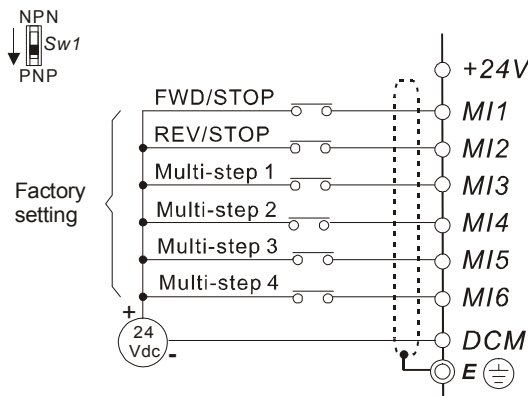 NPN
Sw1
PNP
+24V
FWD/STOP
MI1
REV/STOP
MI2
Multi-step 1
MI3
Factory
setting
Multi-step 2
MI4
Multi-step 3
MI5
Multi-step 4
MI6
+
24
Vdc
-
DCM
E